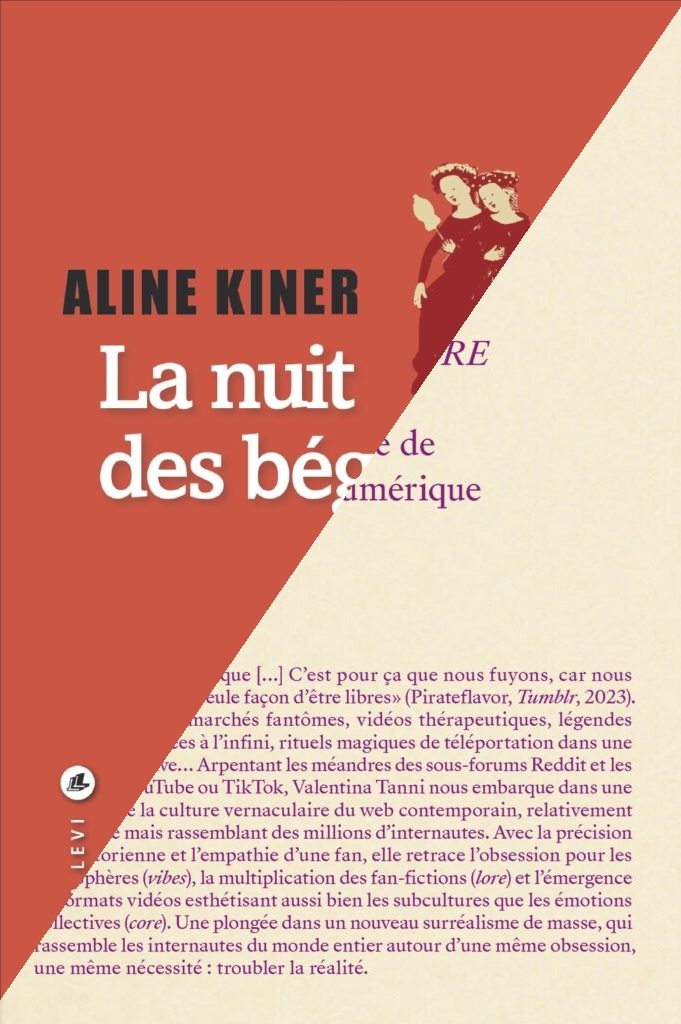 ALINE KINER
La nuit
des bég
RE
de
umérique
que [...] C’est pour ça que nous fuyons, car nous
eule façon d’être libres» (Pirateflavor, Tumblr, 2023).
marchés fantômes, vidéos thérapeutiques, légendes
ées à l’infini, rituels magiques de téléportation dans une
ve... Arpentant les méandres des sous-forums Reddit et les
uTube ou TikTok, Valentina Tanni nous embarque dans une
la culture vernaculaire du web contemporain, relativement
mais rassemblant des millions d’internautes. Avec la précision
orienne et l’empathie d’une fan, elle retrace l’obsession pour les
phères (vibes), la multiplication des fan-fictions (lore) et l’émergence
ormats vidéos esthétisant aussi bien les subcultures que les émotions
llectives (core). Une plongée dans un nouveau surréalisme de masse, qui
rassemble les internautes du monde entier autour d’une même obsession,
une même nécessité : troubler la réalité.
LEVI